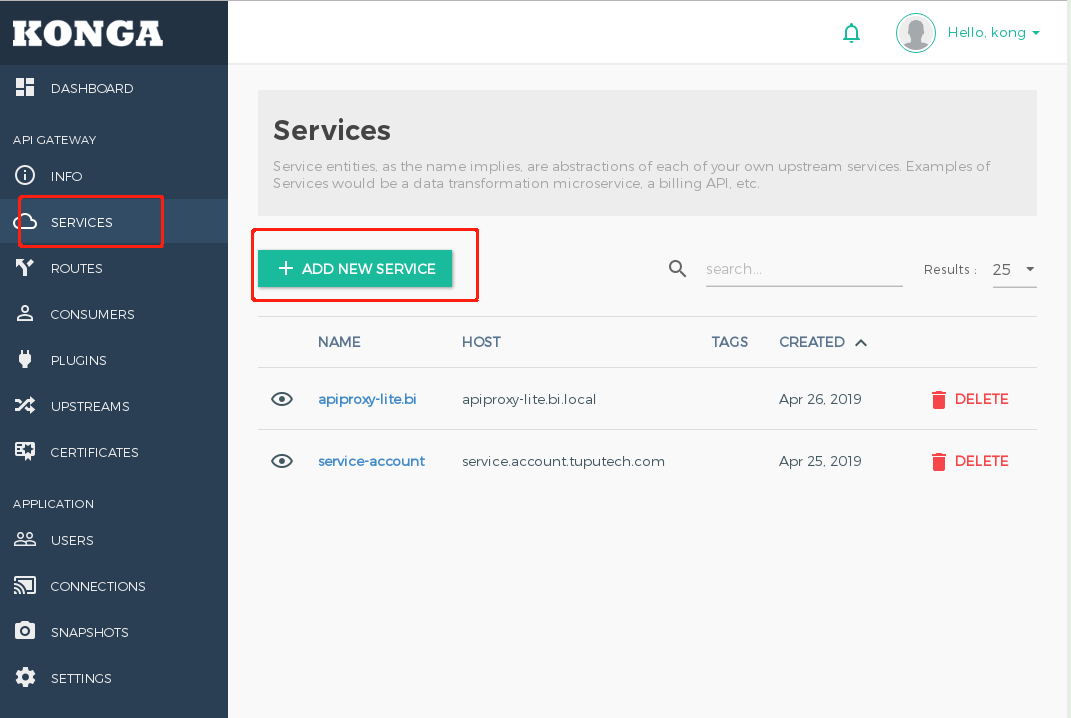 KONGA
Hello, kong
DASHBOARD
API GATEWAY
INFO
SERVICES
ROUTES
CONSUMERS
PLUGINS
UPSTREAMS
CERTIFICATES
APPLICATION
USERS
CONNECTIONS
SNAPSHOTS
SETTINGS
Services
Service entities, as the name implies, are abstractions of each of your own upstream services. Examples of
Services would be a data transformation microservice, a billing API, etc.
+ ADD NEW SERVICE
search...
Results :
25
NAME HOST TAGS CREATED
apiproxy-lite.bi apiproxy-lite.bi.local Apr 26, 2019 DELETE
service-account service.account.tuputech.com Apr 25, 2019 DELETE